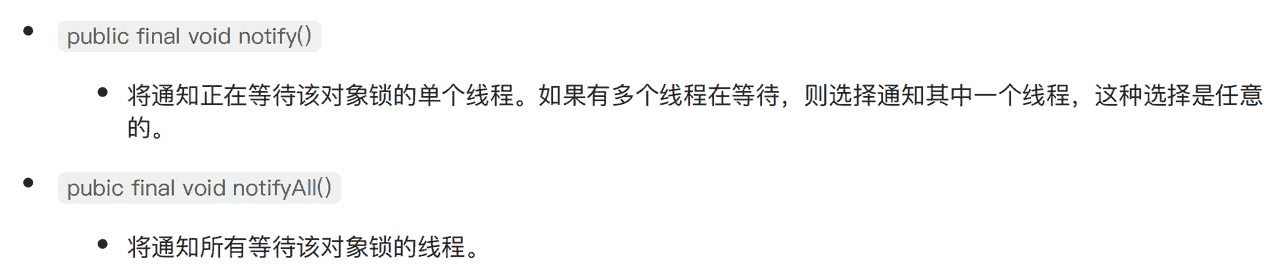 public final void notify()
将通知正在等待该对象锁的单个线程。如果有多个线程在等待，则选择通知其中一个线程，这种选择是任意
的。
pubic final void notifyAll()
将通知所有等待该对象锁的线程。